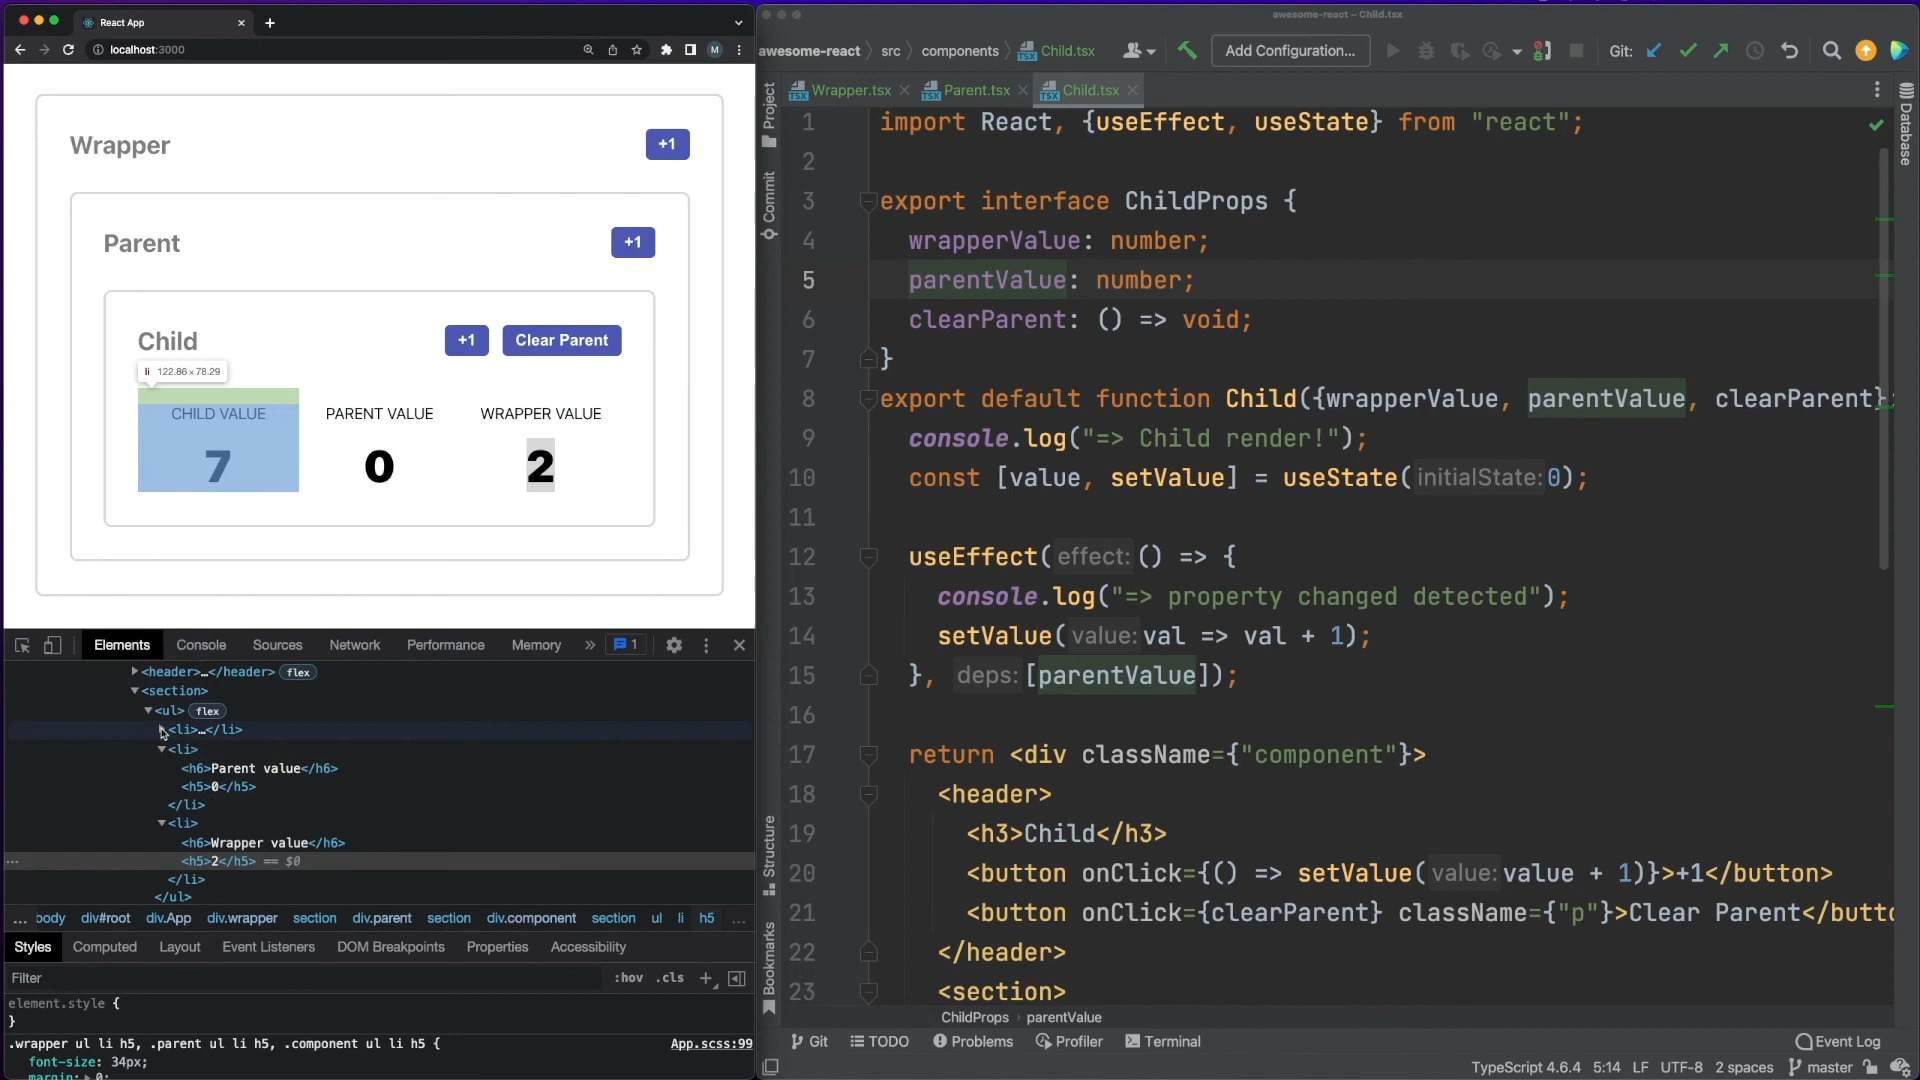 React App
localhost:3000
M
Wrapper
+1
Parent
+1
Child
+1
Clear Parent
li 122.86 × 78.29
CHILD VALUE
PARENT VALUE
WRAPPER VALUE
7
0
2
Elements
Console
Sources
Network
Performance
Memory
»
1
<header>…</header> flex
<section>
<ul> flex
<li>…</li>
<li>
<h6>Parent value</h6>
<h5>0</h5>
</li>
<li>
<h6>Wrapper value</h6>
<h5>2</h5> == $0
</li>
</ul>
… body div#root div.App div.wrapper section div.parent section div.component section ul li h5 …
Styles Computed Layout Event Listeners DOM Breakpoints Properties Accessibility
Filter
:hov .cls +
element.style {
}
.wrapper ul li h5, .parent ul li h5, .component ul li h5 {
App.scss:99
font-size: 34px;
margin: 0;
awesome-react – Child.tsx
awesome-react src components Child.tsx
Add Configuration...
Git:
Wrapper.tsx
Parent.tsx
Child.tsx
Project
Commit
Structure
Bookmarks
Database
1 import React, {useEffect, useState} from "react";
2
3 export interface ChildProps {
4 wrapperValue: number;
5 parentValue: number;
6 clearParent: () => void;
7 }
8 export default function Child({wrapperValue, parentValue, clearParent}:
9 console.log("=> Child render!");
10 const [value, setValue] = useState( initialState: 0);
11
12 useEffect( effect: () => {
13 console.log("=> property changed detected");
14 setValue( value: val => val + 1);
15 }, deps: [parentValue]);
16
17 return <div className={"component"}>
18 <header>
19 <h3>Child</h3>
20 <button onClick={() => setValue( value: value + 1)}>+1</button>
21 <button onClick={clearParent} className={"p"}>Clear Parent</butto
22 </header>
23 <section>
ChildProps parentValue
Git TODO Problems Profiler Terminal
Event Log
TypeScript 4.6.4 5:14 LF UTF-8 2 spaces master